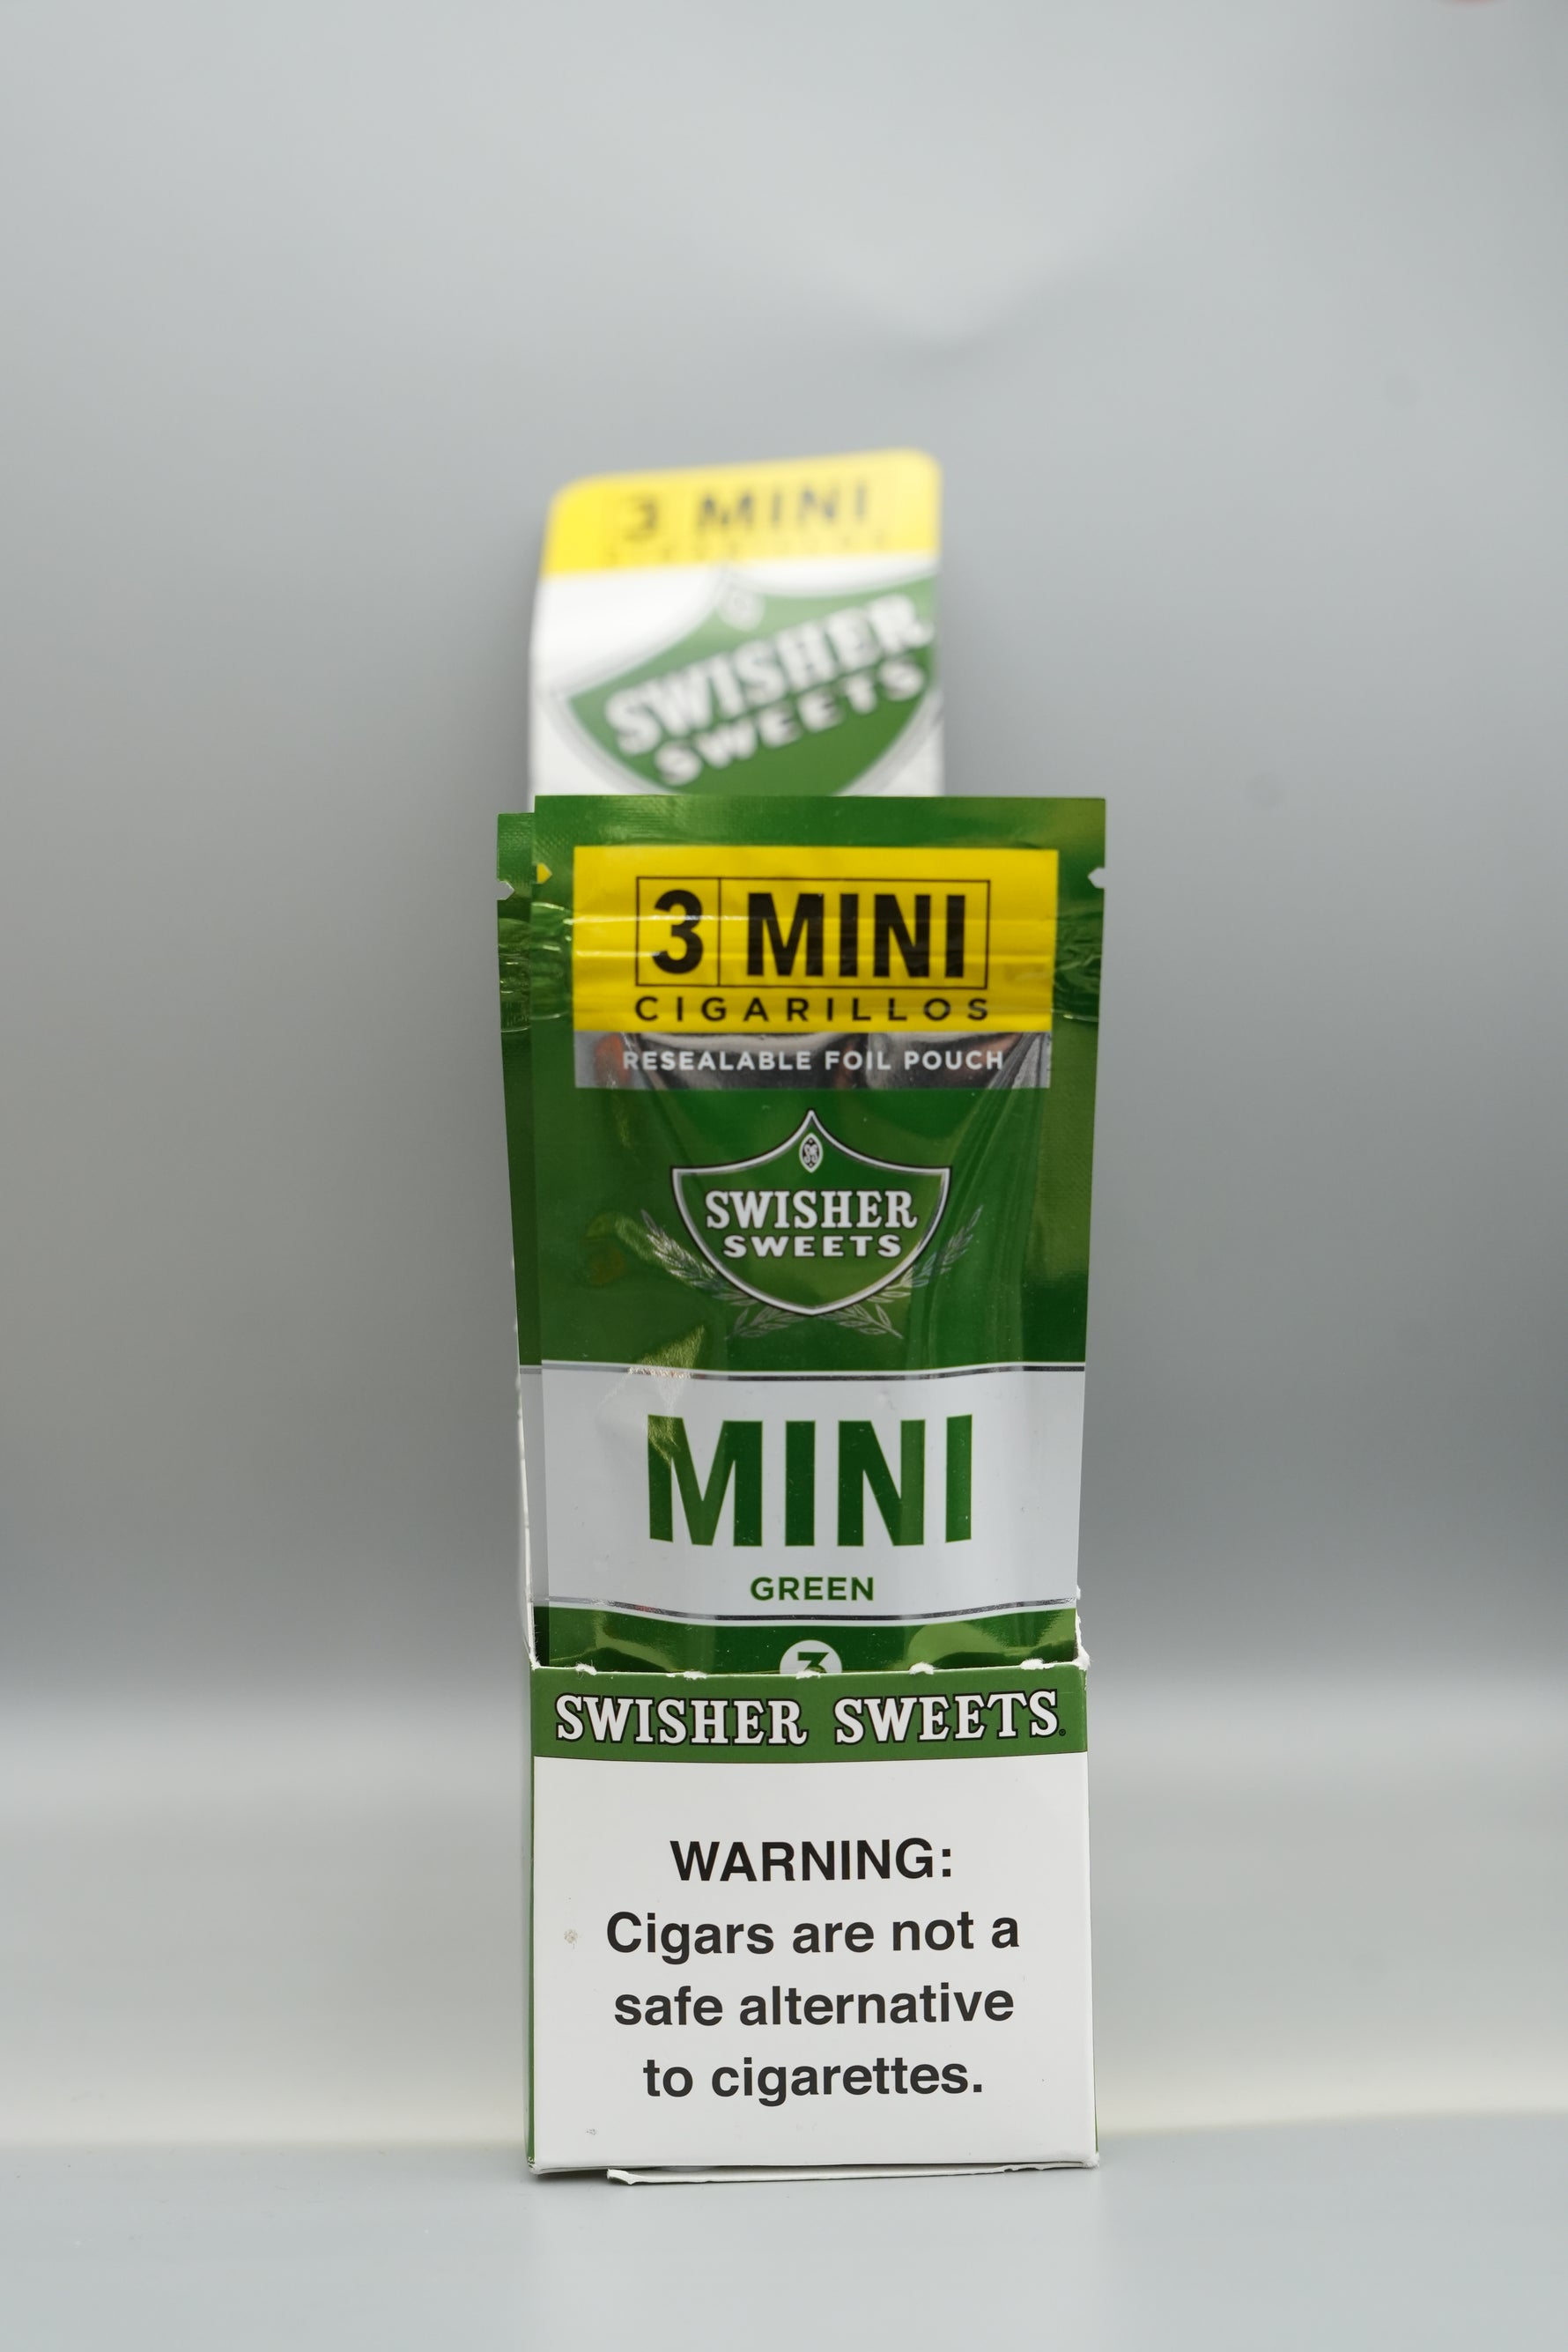 3 MINI
SWISHER
SWEETS
3 MINI
CIGARILLOS
RESEALABLE FOIL POUCH
SWISHER
SWEETS
MINI
GREEN
3
SWISHER SWEETS
WARNING:
Cigars are not a
safe alternative
to cigarettes.